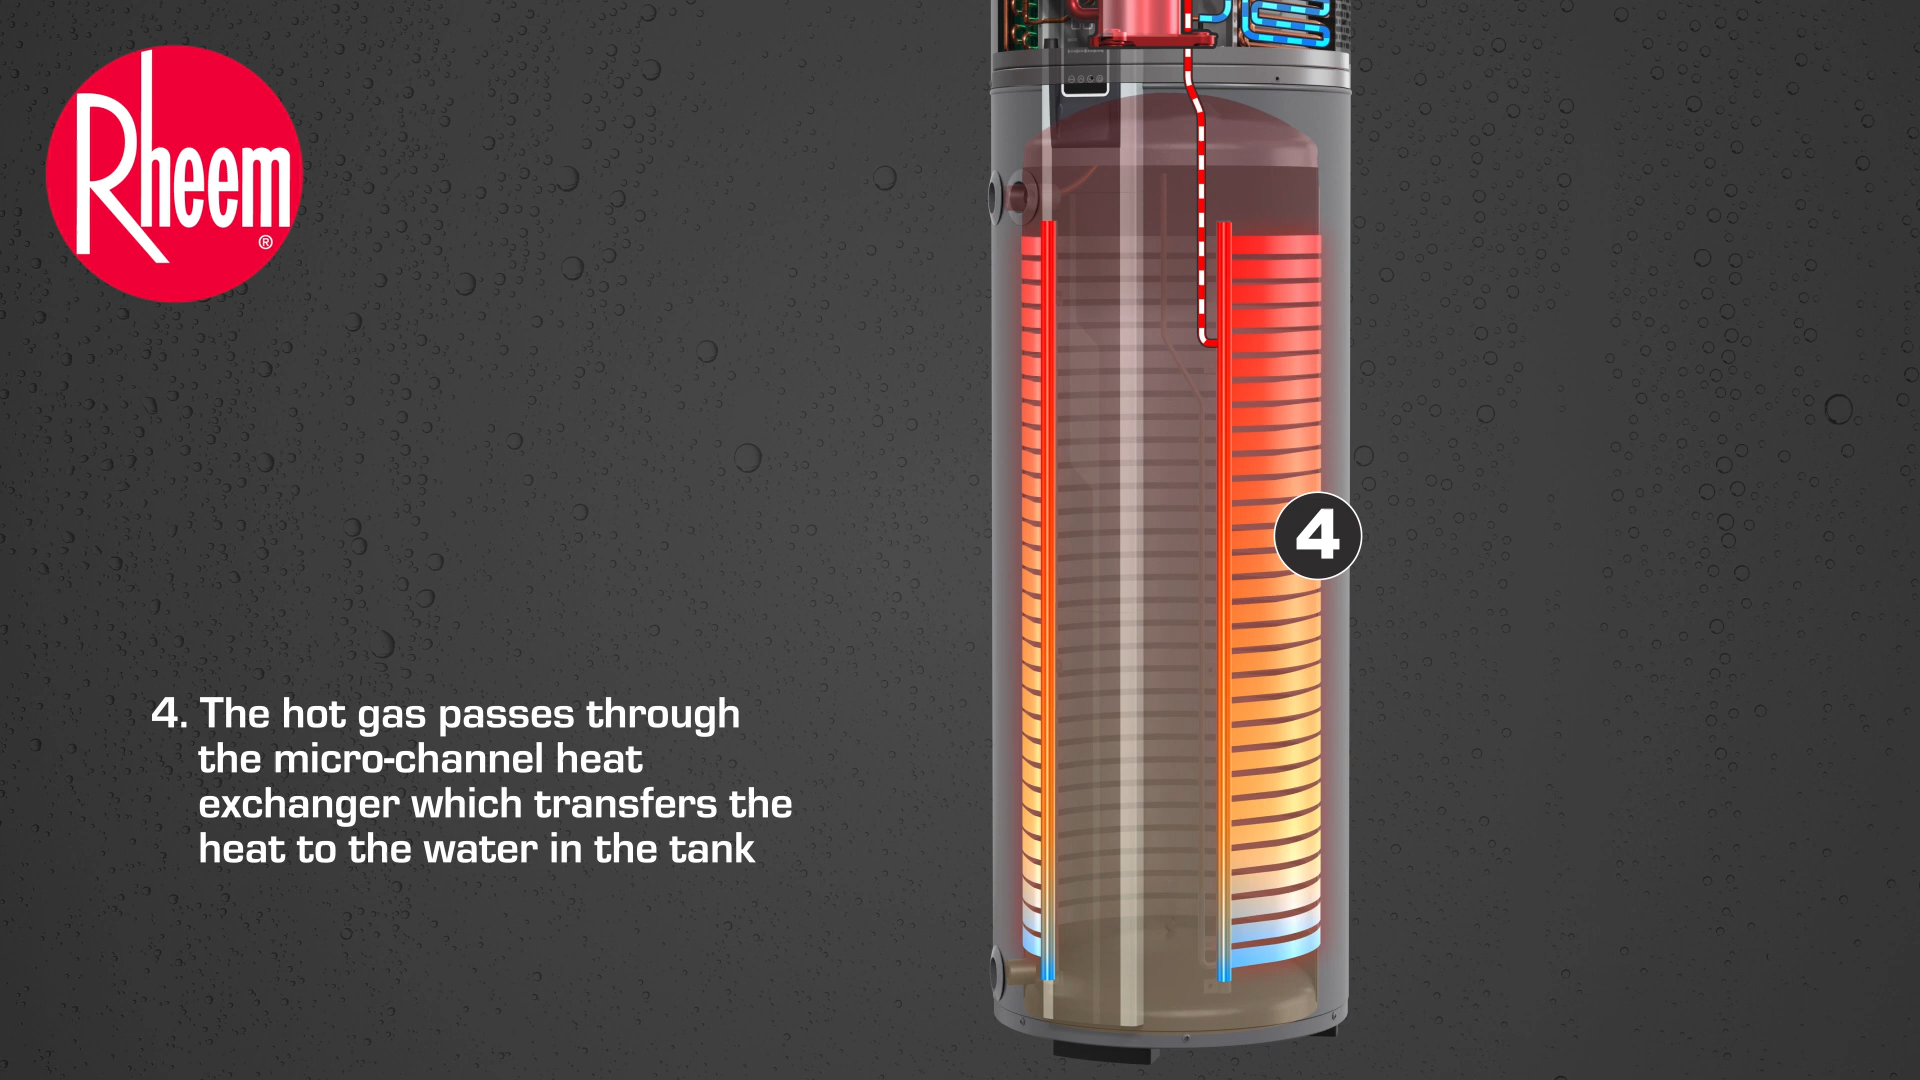 Rheem
®
4. The hot gas passes through
the micro-channel heat
exchanger which transfers the
heat to the water in the tank
4